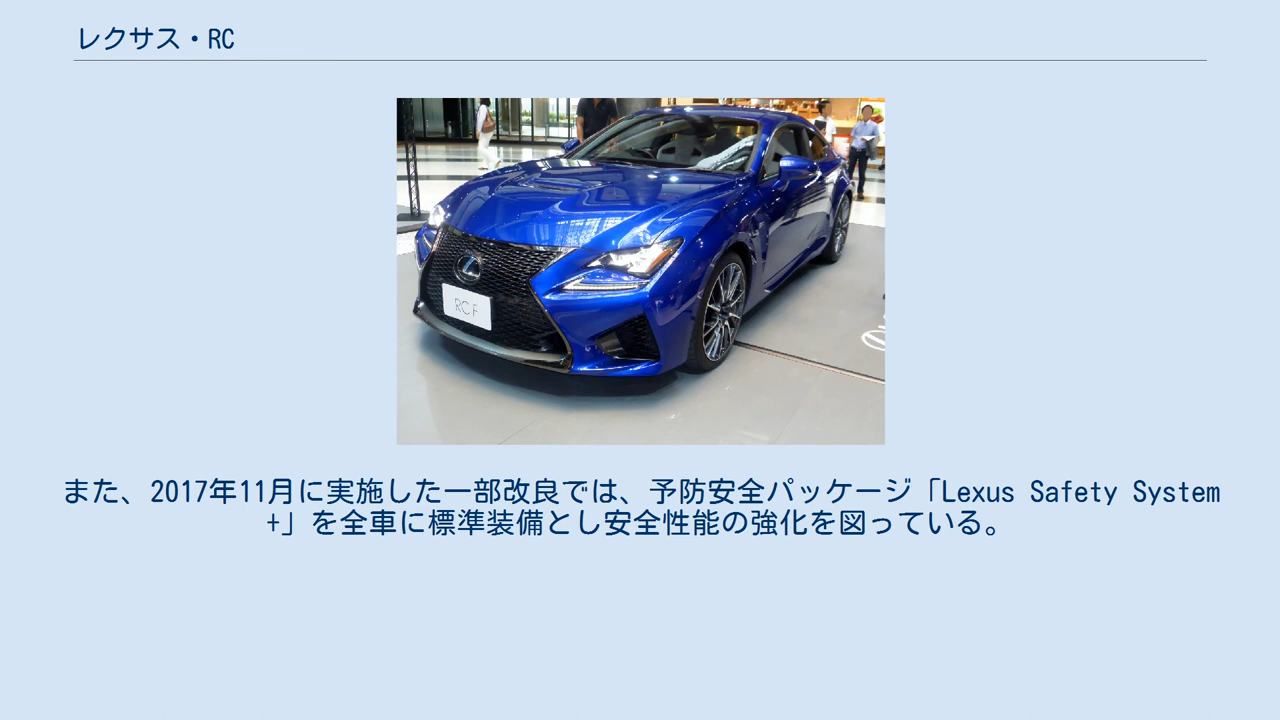 レクサス・RC
RC F
また、2017年11月に実施した一部改良では、予防安全パッケージ「Lexus Safety System
+」を全車に標準装備とし安全性能の強化を図っている。